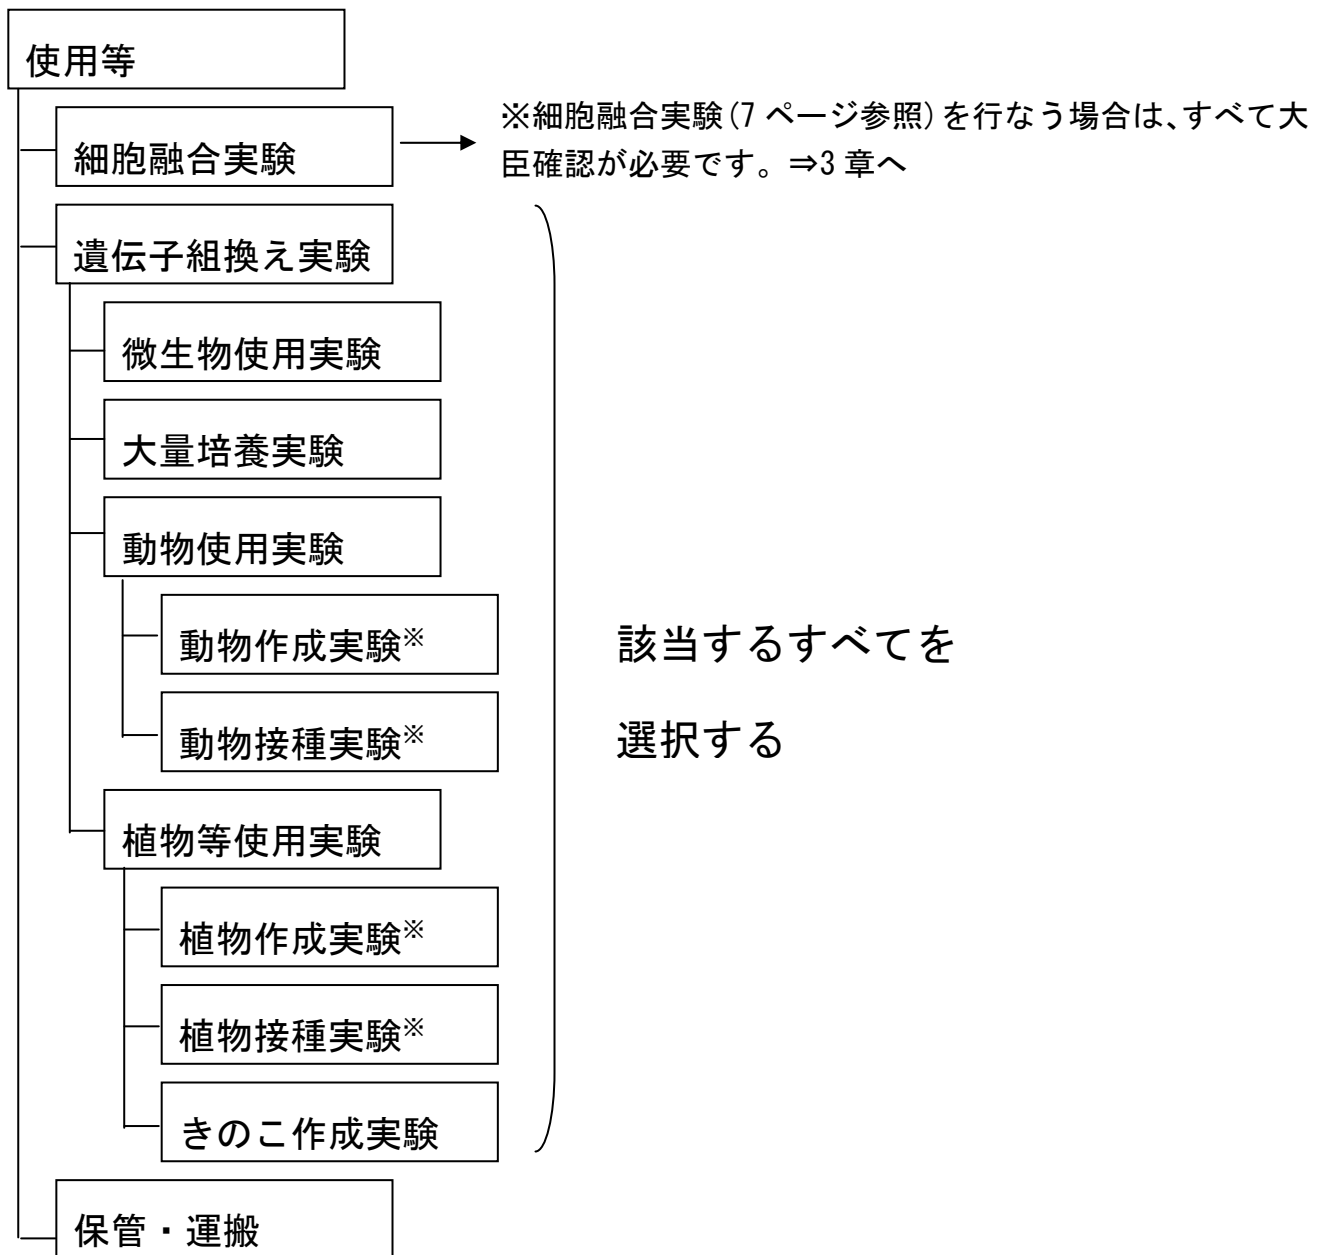 使用等
細胞融合実験
※細胞融合実験(7 ページ参照)を行なう場合は、すべて大
臣確認が必要です。⇒3 章へ
遺伝子組換え実験
微生物使用実験
大量培養実験
動物使用実験
動物作成実験※
動物接種実験※
植物等使用実験
植物作成実験※
植物接種実験※
きのこ作成実験
該当するすべてを
選択する
保管・運搬